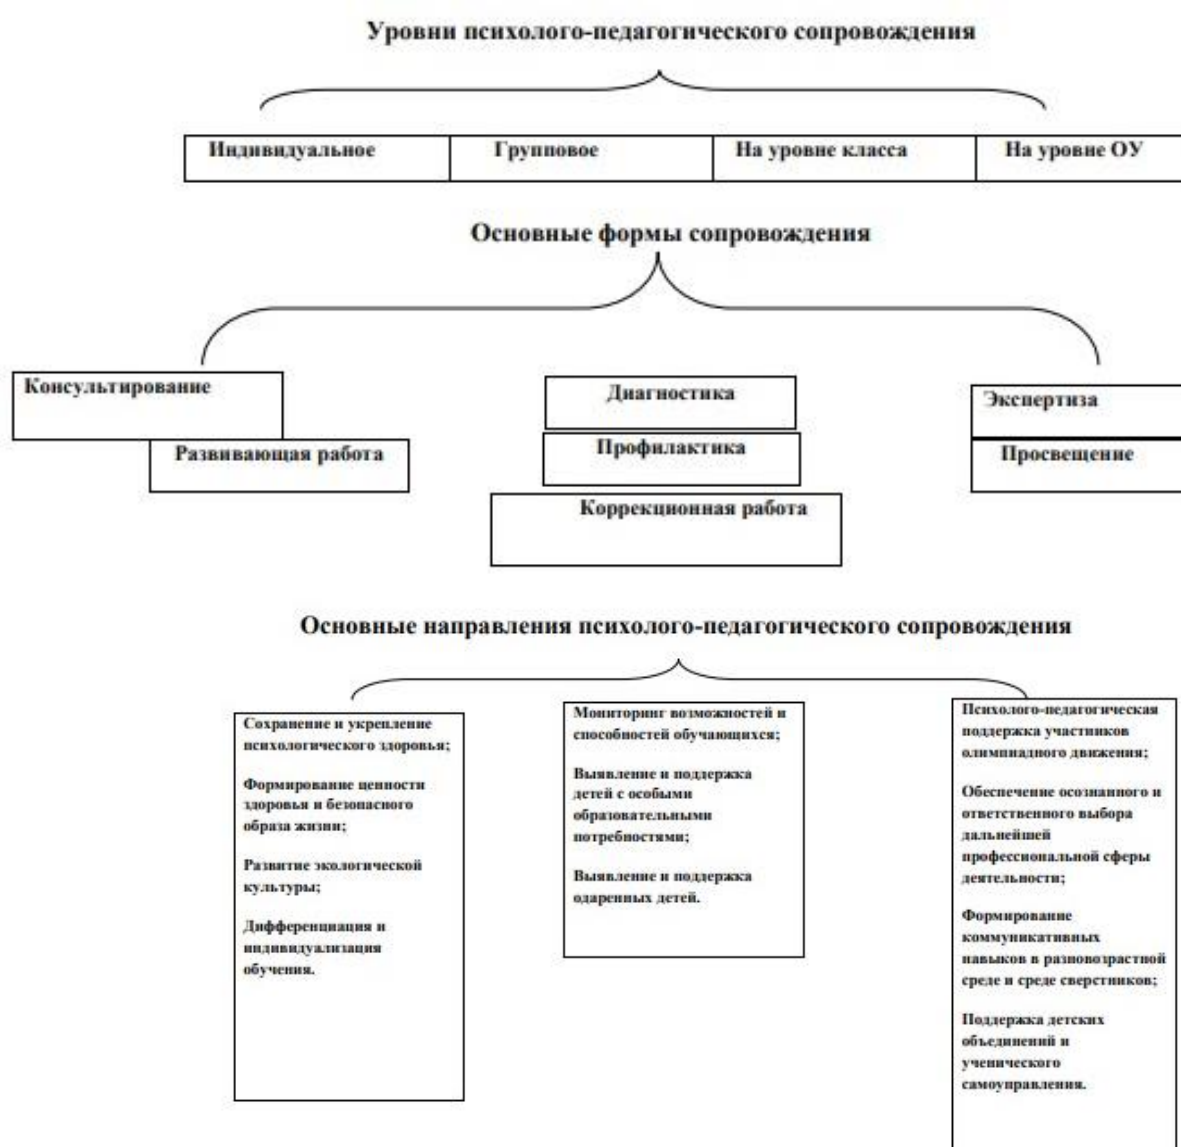 Уровни психолого-педагогического сопровождения
Индивидуальное
Групповое
На уровне класса
На уровне ОУ
Основные формы сопровождения
Консультирование
Развивающая работа
Диагностика
Профилактика
Коррекционная работа
Экспертиза
Просвещение
Основные направления психолого-педагогического сопровождения
Сохранение и укрепление
психологического здоровья;
Формирование ценности
здоровья и безопасного
образа жизни;
Развитие экологической
культуры;
Дифференциация и
индивидуализация
обучения.
Мониторинг возможностей и
способностей обучающихся;
Выявление и поддержка
детей с особыми
образовательными
потребностями;
Выявление и поддержка
одаренных детей.
Психолого-педагогическая
поддержка участников
олимпиадного движения;
Обеспечение осознанного и
ответственного выбора
дальнейшей
профессиональной сферы
деятельности;
Формирование
коммуникативных
навыков в разновозрастной
среде и среде сверстников;
Поддержка детских
объединений и
ученического
самоуправления.